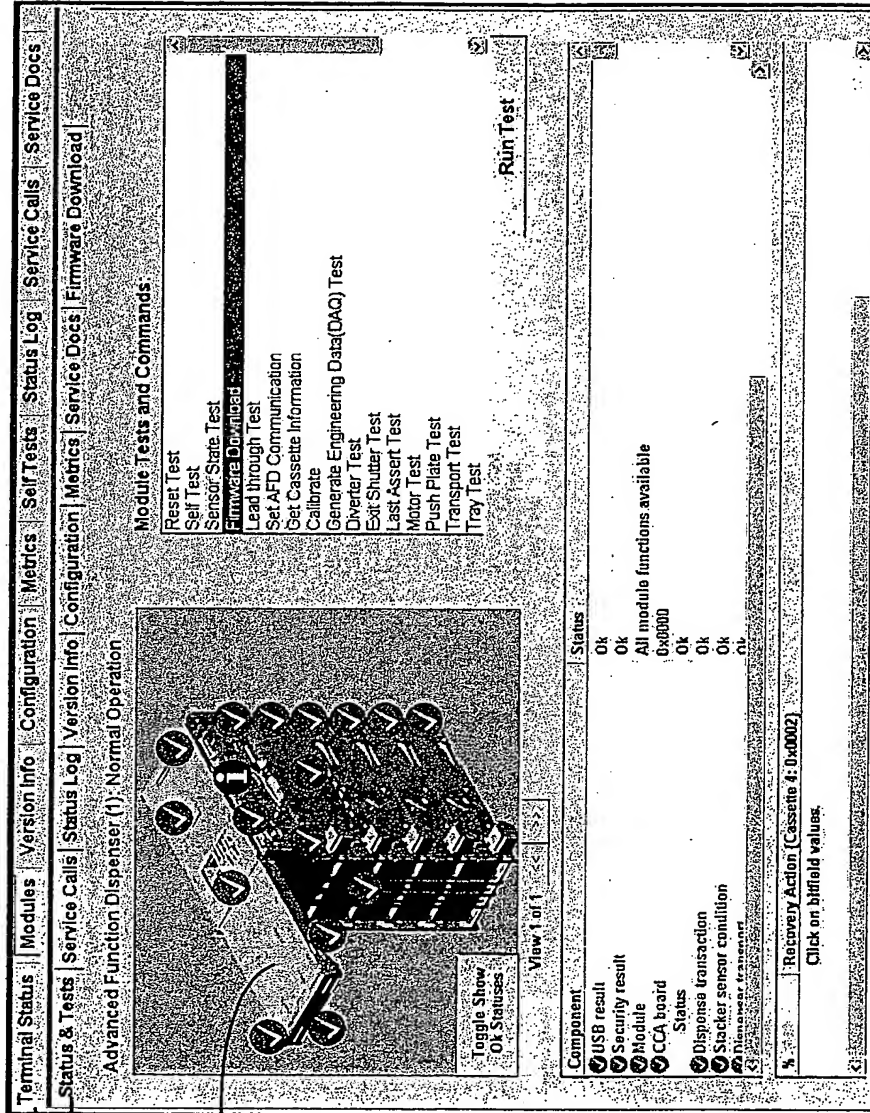 Terminal Status Modules Version Info Configuration Metrics Self Tests Status Log Service Calls Service Docs
Status & Tests Service Calls Status Log Version Info Configuration Metrics Service Docs Firmware Download
Advanced Function Dispenser (1): Normal Operation
Toggle Show
Ok Statuses
View 1 of 1 << >>
Module Tests and Commands:
Reset Test
Self Test
Sensor State Test
Firmware Download
Lead through Test
Set AFD Communication
Get Cassette Information
Calibrate
Generate Engineering Data(DAQ) Test
Diverter Test
Exit Shutter Test
Last Assert Test
Motor Test
Push Plate Test
Transport Test
Tray Test
Run Test
Component Status
USB result Ok
Security result Ok
Module All module functions available
CCA board 0x0000
Status Ok
Dispense transaction Ok
Stacker sensor condition Ok
Dispenser transport Ok
% Recovery Action [Cassette 4: 0x0002]
Click on bitfield values.